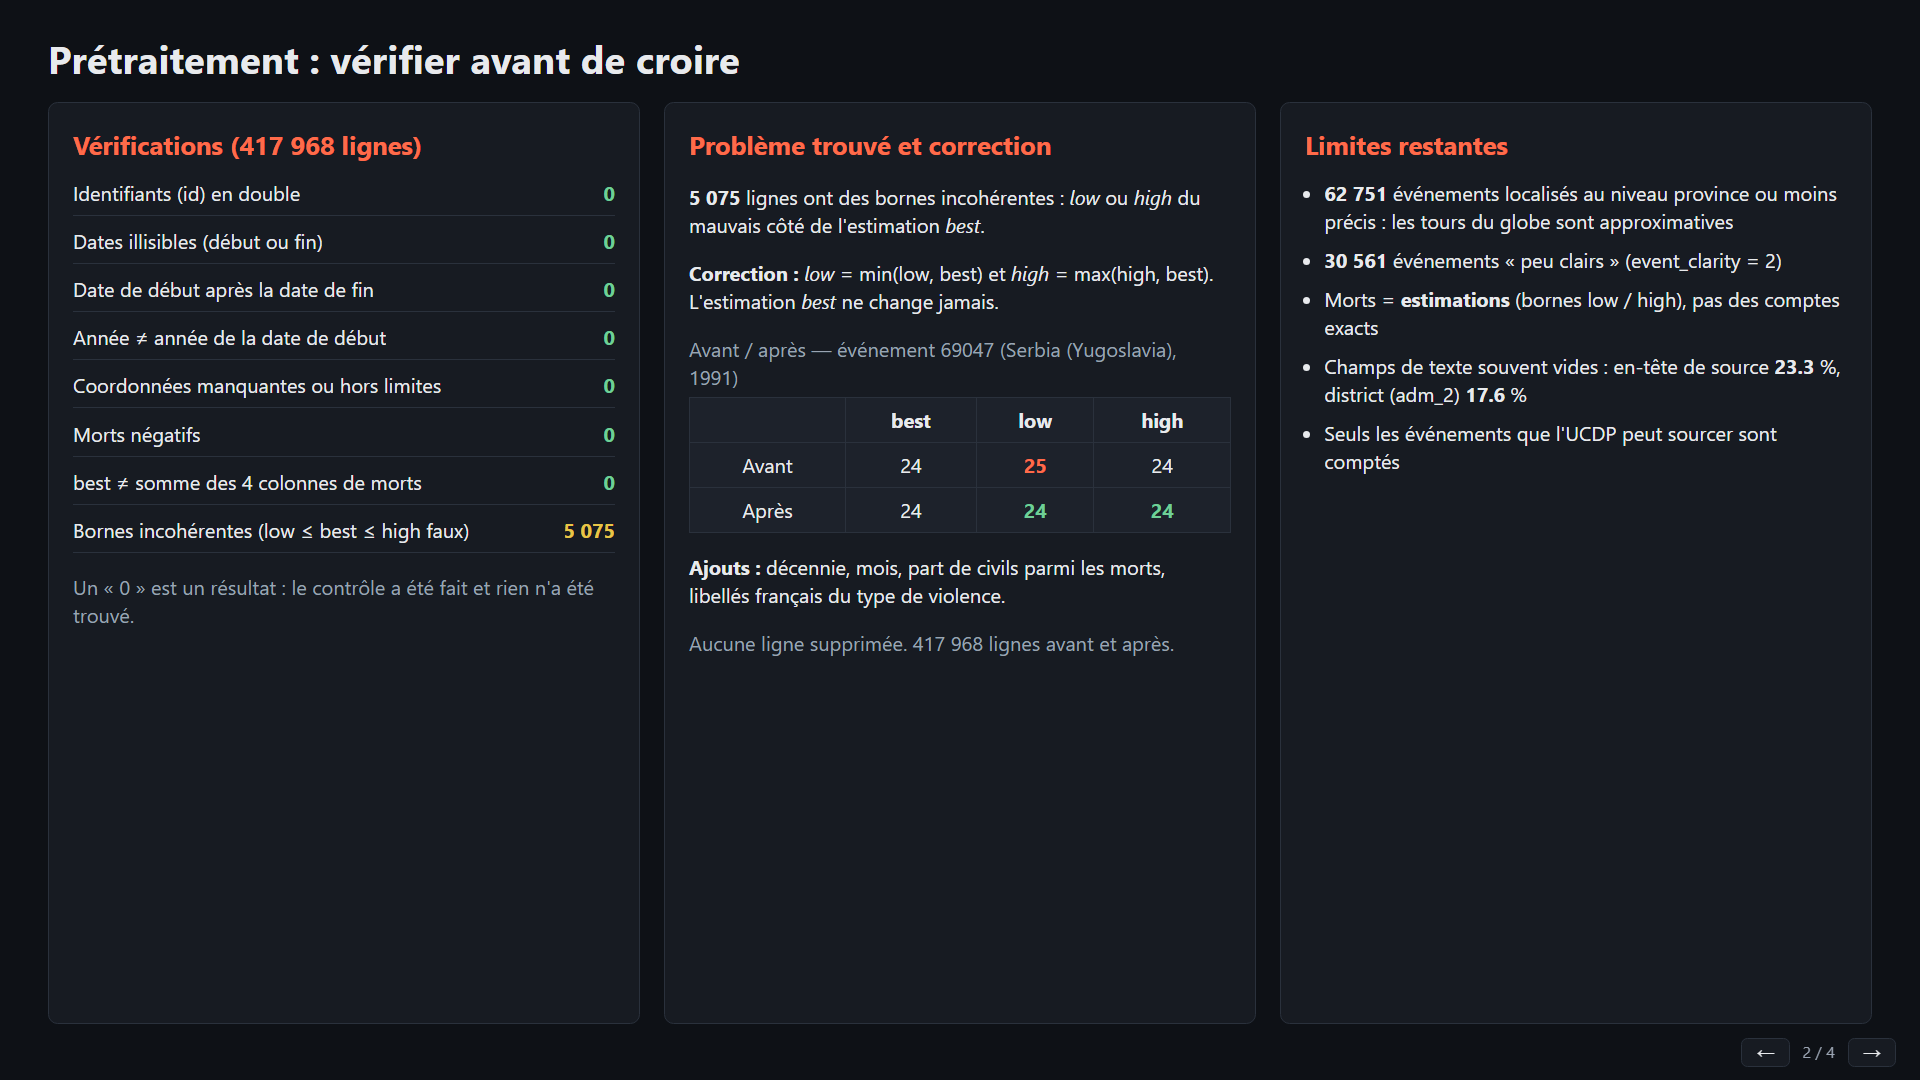 Prétraitement : vérifier avant de croire
Vérifications (417 968 lignes)
Identifiants (id) en double 0
Dates illisibles (début ou fin) 0
Date de début après la date de fin 0
Année ≠ année de la date de début 0
Coordonnées manquantes ou hors limites 0
Morts négatifs 0
best ≠ somme des 4 colonnes de morts 0
Bornes incohérentes (low ≤ best ≤ high faux) 5 075
Un « 0 » est un résultat : le contrôle a été fait et rien n'a été
trouvé.
Problème trouvé et correction
5 075 lignes ont des bornes incohérentes : low ou high du
mauvais côté de l'estimation best.
Correction : low = min(low, best) et high = max(high, best).
L'estimation best ne change jamais.
Avant / après — événement 69047 (Serbia (Yugoslavia),
1991)
best low high
Avant 24 25 24
Après 24 24 24
Ajouts : décennie, mois, part de civils parmi les morts,
libellés français du type de violence.
Aucune ligne supprimée. 417 968 lignes avant et après.
Limites restantes
• 62 751 événements localisés au niveau province ou moins
précis : les tours du globe sont approximatives
• 30 561 événements « peu clairs » (event_clarity = 2)
• Morts = estimations (bornes low / high), pas des comptes
exacts
• Champs de texte souvent vides : en-tête de source 23.3 %,
district (adm_2) 17.6 %
• Seuls les événements que l'UCDP peut sourcer sont
comptés
← 2 / 4 →